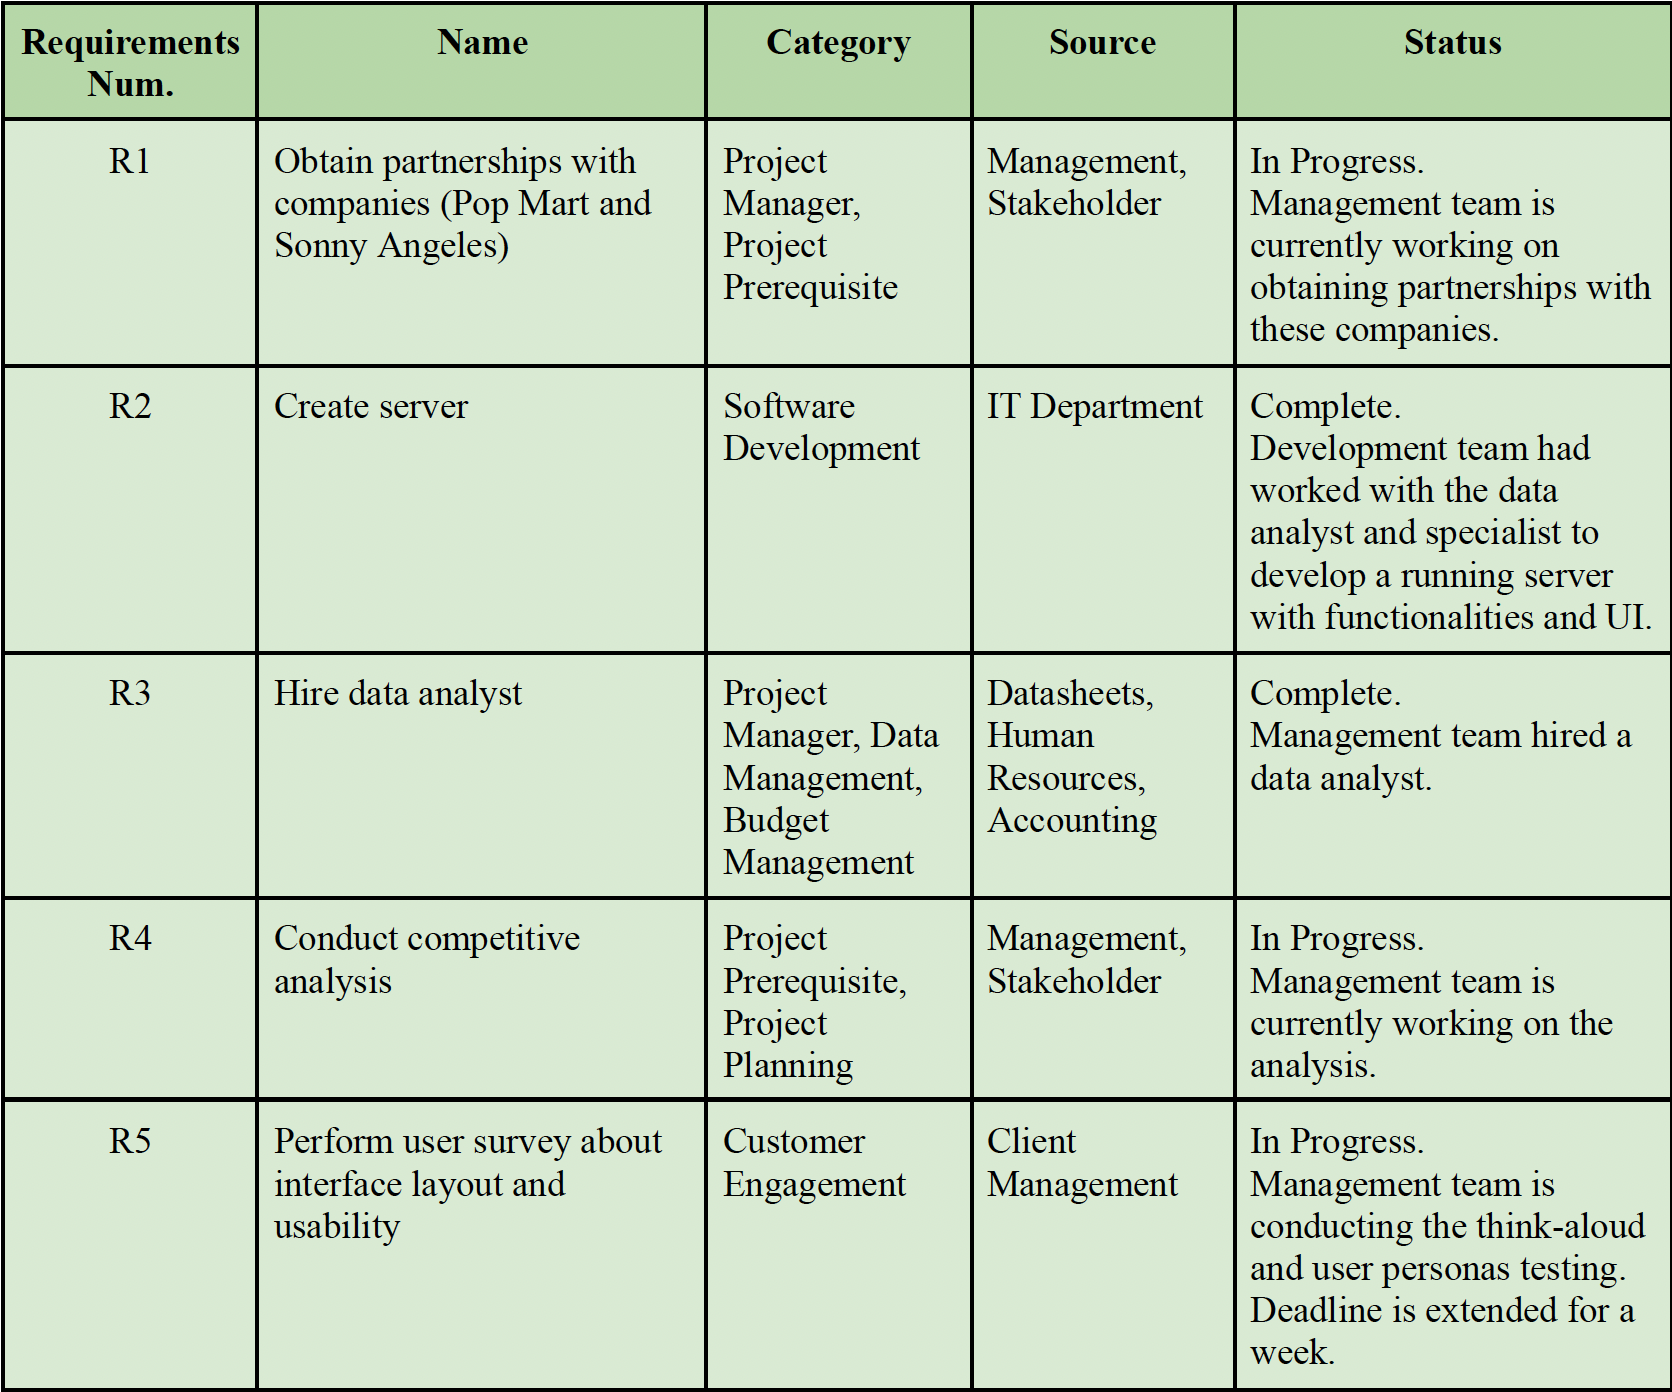 Requirements Num.
Name
Category
Source
Status
R1
Obtain partnerships with
companies (Pop Mart and
Sonny Angeles)
Project
Manager,
Project
Prerequisite
Management,
Stakeholder
In Progress.
Management team is
currently working on
obtaining partnerships with
these companies.
R2
Create server
Software
Development
IT Department
Complete.
Development team had
worked with the data
analyst and specialist to
develop a running server
with functionalities and UI.
R3
Hire data analyst
Project
Manager, Data
Management,
Budget
Management
Datasheets,
Human
Resources,
Accounting
Complete.
Management team hired a
data analyst.
R4
Conduct competitive
analysis
Project
Prerequisite,
Project
Planning
Management,
Stakeholder
In Progress.
Management team is
currently working on the
analysis.
R5
Perform user survey about
interface layout and
usability
Customer
Engagement
Client
Management
In Progress.
Management team is
conducting the think-aloud
and user personas testing.
Deadline is extended for a
week.